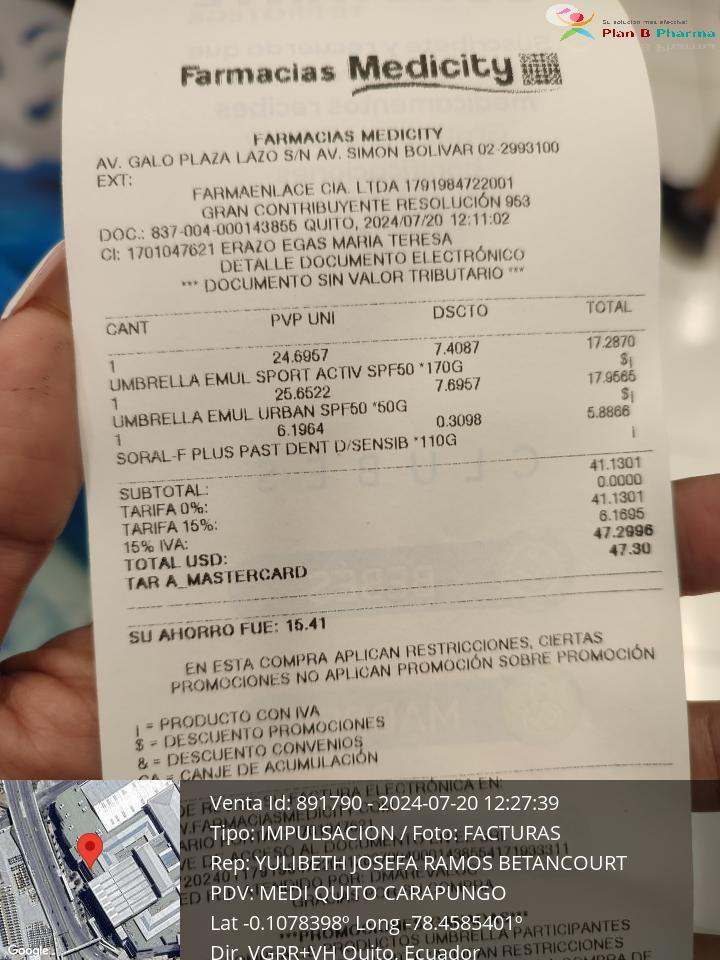 Su solución más efectiva!
Plan B Pharma
Farmacias Medicity
FARMACIAS MEDICITY
AV. GALO PLAZA LAZO S/N AV. SIMON BOLIVAR 02-2993100
EXT:
FARMAENLACE CIA. LTDA 1791984722001
GRAN CONTRIBUYENTE RESOLUCIÓN 953
DOC.: 837-004-000143855 QUITO, 2024/07/20 12:11:02
CI: 1701047621 ERAZO EGAS MARIA TERESA
DETALLE DOCUMENTO ELECTRÓNICO
*** DOCUMENTO SIN VALOR TRIBUTARIO ***
CANT PVP UNI DSCTO TOTAL
1 24.6957 7.4087 17.2870
UMBRELLA EMUL SPORT ACTIV SPF50 *170G $¡
1 25.6522 7.6957 17.9565
UMBRELLA EMUL URBAN SPF50 *50G $¡
1 6.1964 0.3098 5.8866
SORAL-F PLUS PAST DENT D/SENSIB *110G ¡
SUBTOTAL: 41.1301
TARIFA 0%: 0.0000
TARIFA 15%: 41.1301
15% IVA: 6.1695
TOTAL USD: 47.2996
TAR A_MASTERCARD 47.30
SU AHORRO FUE: 15.41
EN ESTA COMPRA APLICAN RESTRICCIONES, CIERTAS
PROMOCIONES NO APLICAN PROMOCIÓN SOBRE PROMOCIÓN
¡ = PRODUCTO CON IVA
$ = DESCUENTO PROMOCIONES
& = DESCUENTO CONVENIOS
CA = CANJE DE ACUMULACIÓN
Venta Id: 891790 - 2024-07-20 12:27:39
Tipo: IMPULSACION / Foto: FACTURAS
Rep: YULIBETH JOSEFA RAMOS BETANCOURT
PDV: MEDI QUITO CARAPUNGO
Lat -0.1078398º Long -78.4585401º
Dir. VGRR+VH Quito, Ecuador
Google